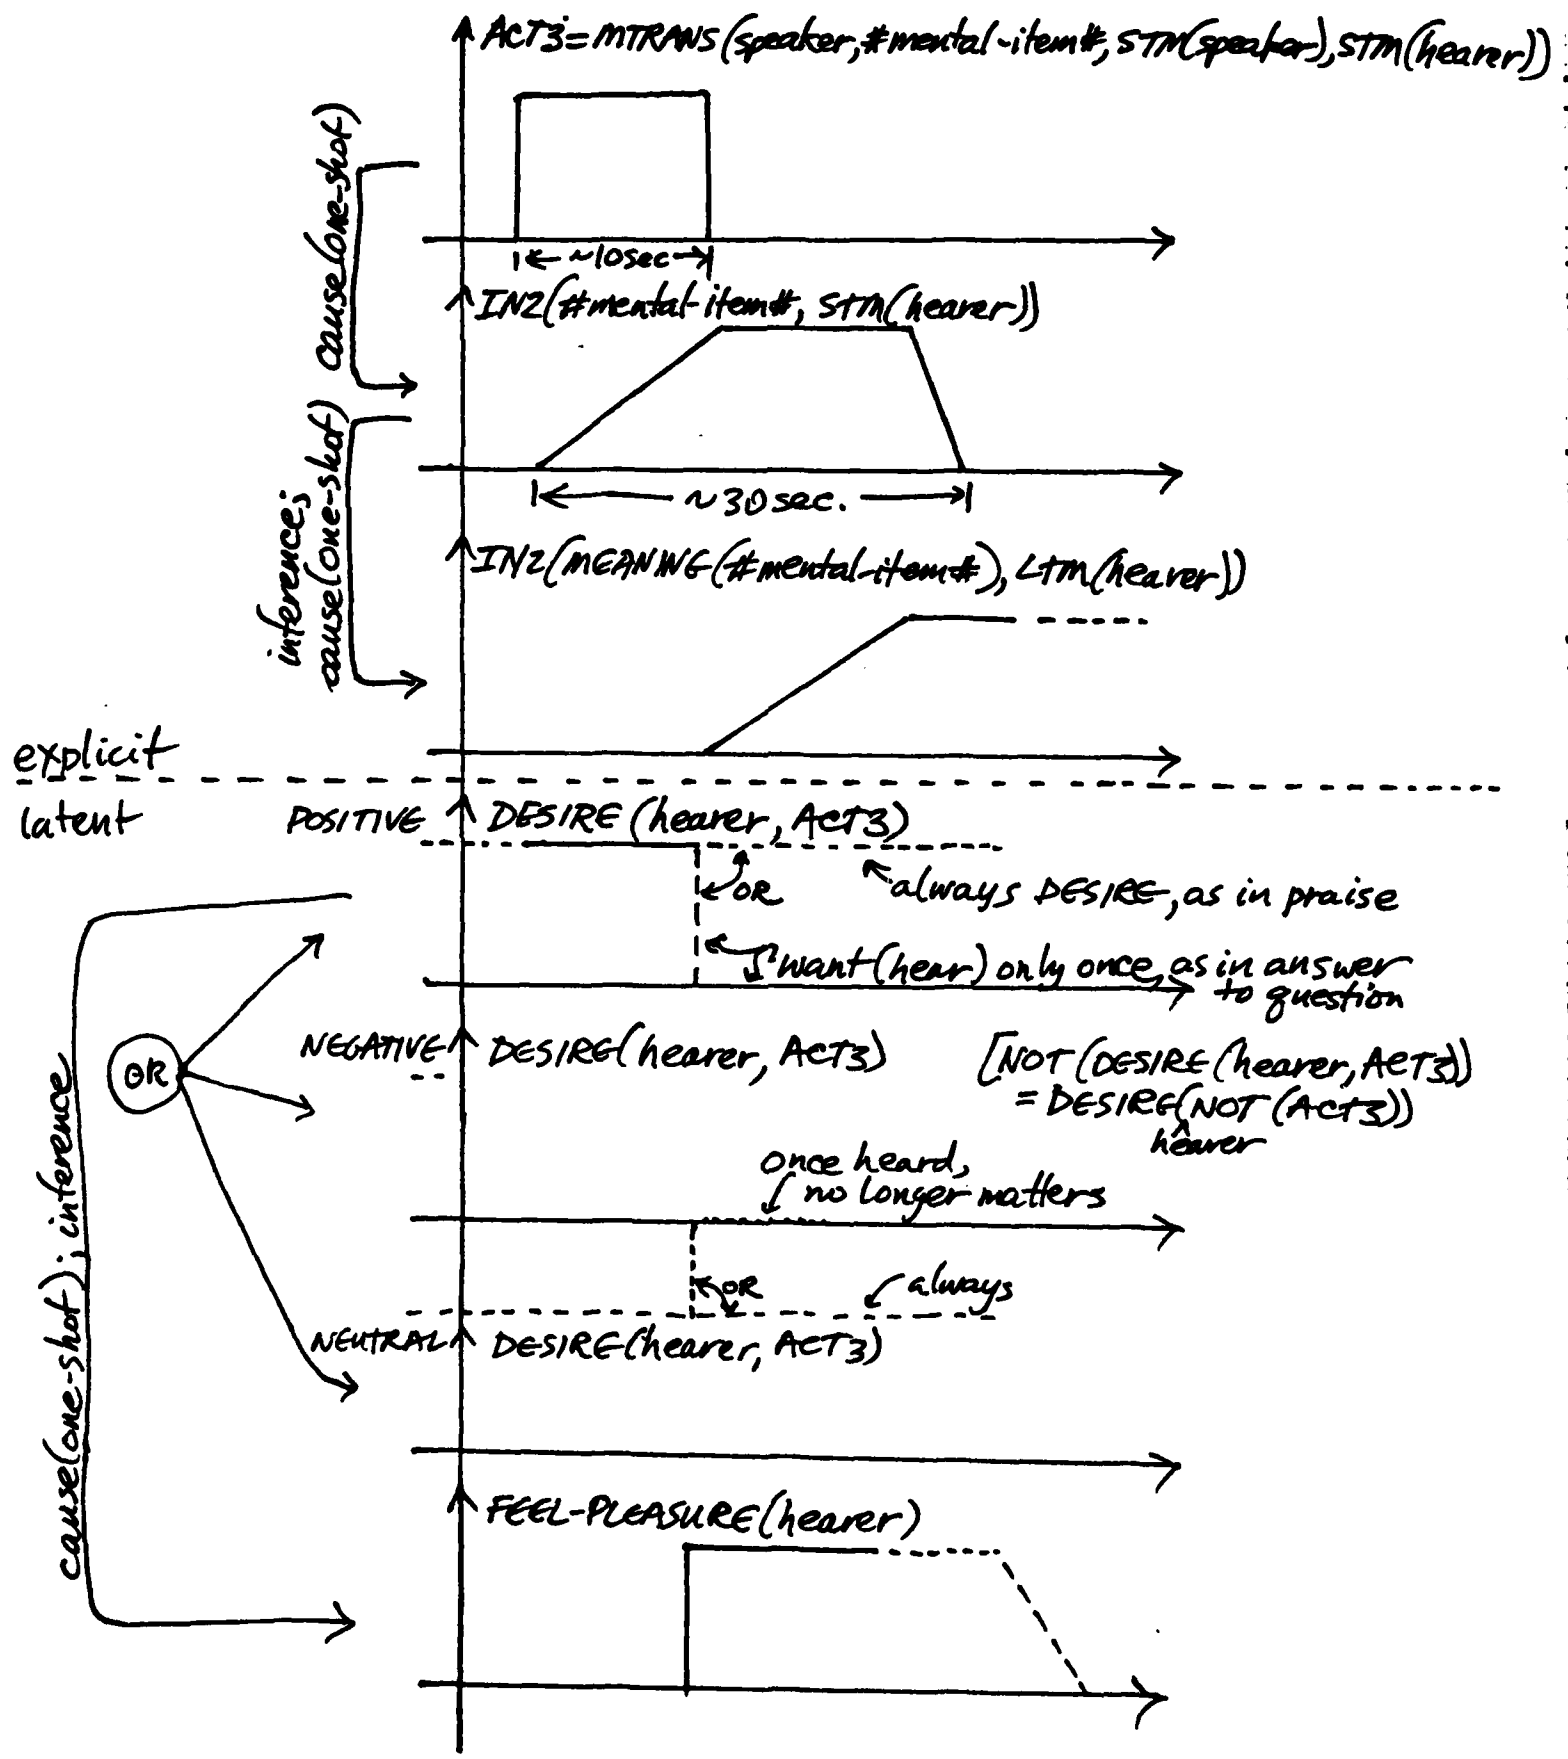 ACT3=MTRANS(speaker,#mental-item#,STM(speaker),STM(hearer))
cause(one-shot)
~10sec
IN2(#mental-item#, STM(hearer))
~30sec.
inference;
cause(one-shot)
IN2(MEANING(#mental-item#), LTM(hearer))
explicit
latent
POSITIVE
DESIRE (hearer, ACT3)
OR
always DESIRE, as in praise
want(hear) only once, as in answer
to question
NEGATIVE
DESIRE(hearer, ACT3)
[NOT(DESIRE(hearer, ACT3))
= DESIRE(NOT(ACT3))
^
hearer
OR
once heard,
no longer matters
OR
always
NEUTRAL
DESIRE(hearer, ACT3)
cause(one-shot); inference
FEEL-PLEASURE(hearer)